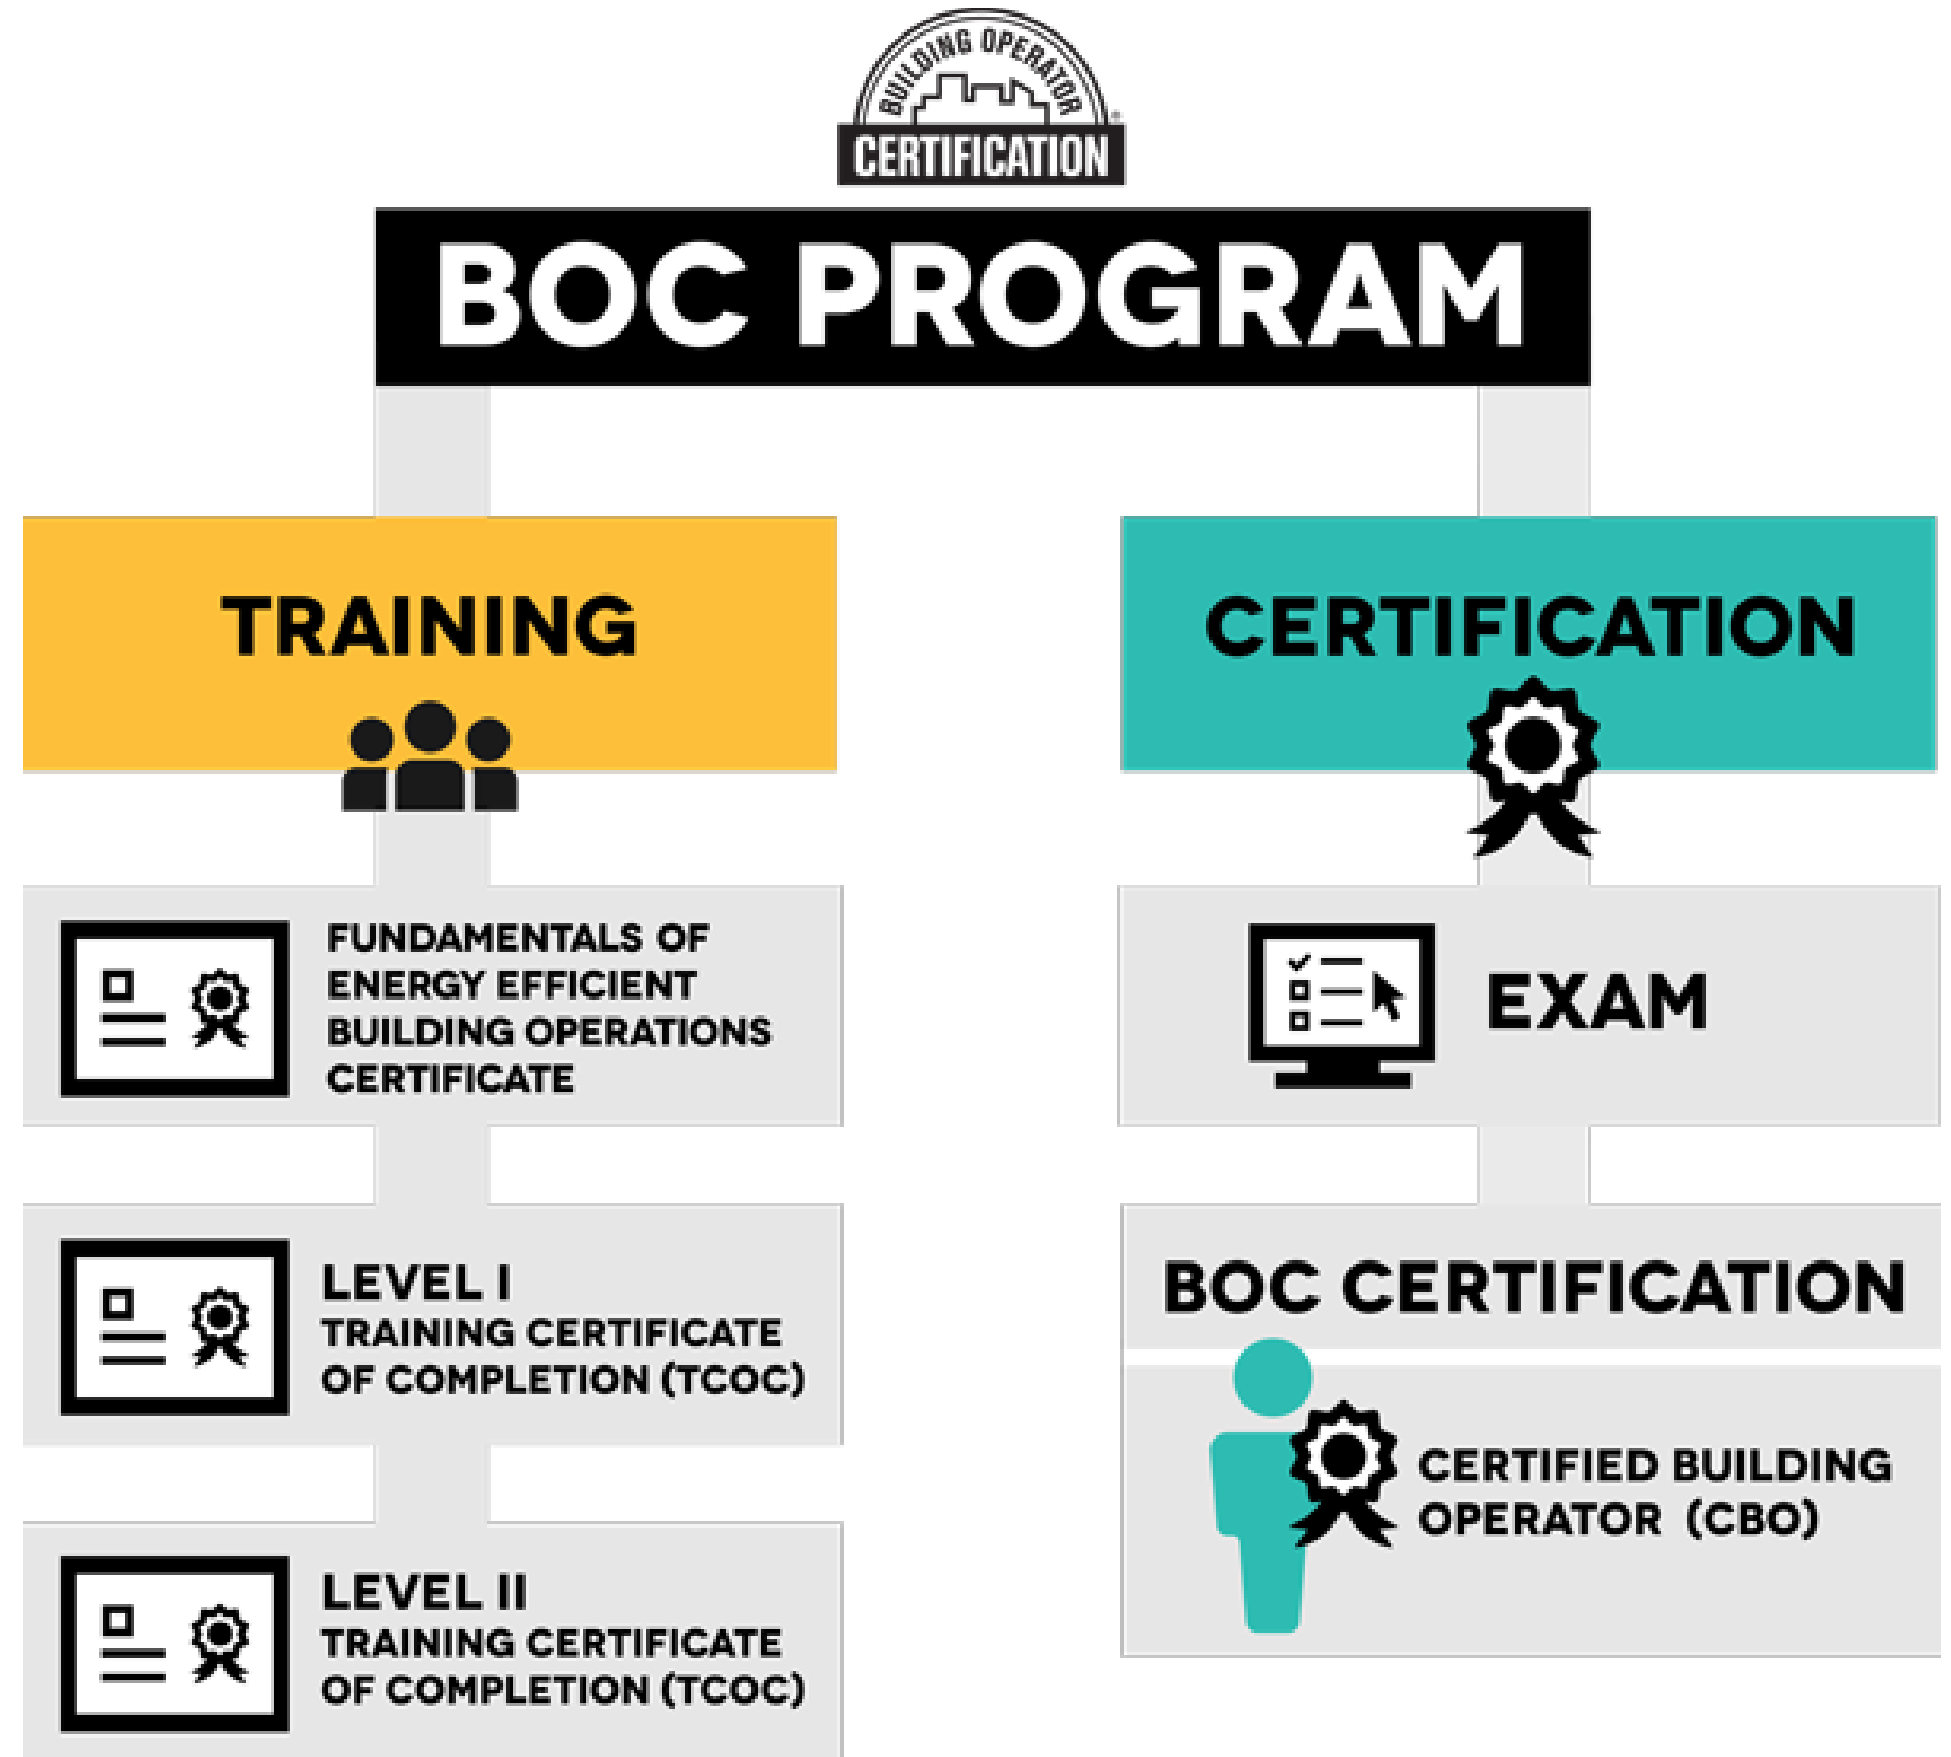 BUILDING OPERATOR
CERTIFICATION
BOC PROGRAM
TRAINING
FUNDAMENTALS OF
ENERGY EFFICIENT
BUILDING OPERATIONS
CERTIFICATE
LEVEL I
TRAINING CERTIFICATE
OF COMPLETION (TCOC)
LEVEL II
TRAINING CERTIFICATE
OF COMPLETION (TCOC)
CERTIFICATION
EXAM
BOC CERTIFICATION
CERTIFIED BUILDING
OPERATOR (CBO)